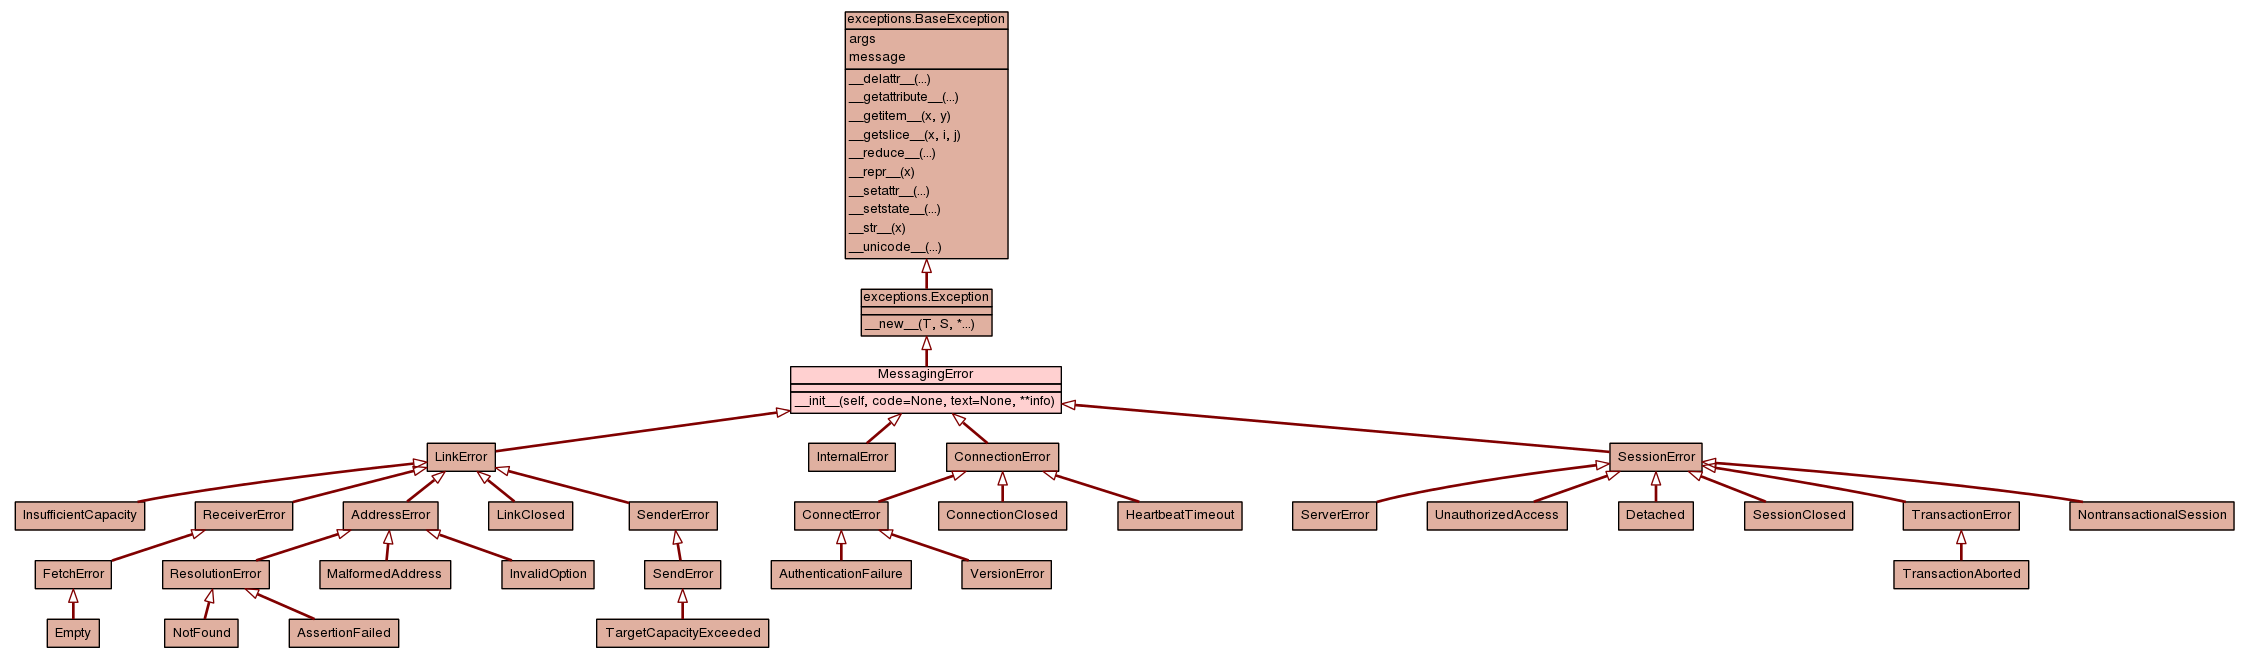 exceptions.BaseException
args
message
__delattr__(...)
__getattribute__(...)
__getitem__(x, y)
__getslice__(x, i, j)
__reduce__(...)
__repr__(x)
__setattr__(...)
__setstate__(...)
__str__(x)
__unicode__(...)
exceptions.Exception
__new__(T, S, *...)
MessagingError
__init__(self, code=None, text=None, **info)
LinkError
InternalError
ConnectionError
SessionError
InsufficientCapacity
ReceiverError
AddressError
LinkClosed
SenderError
ConnectError
ConnectionClosed
HeartbeatTimeout
ServerError
UnauthorizedAccess
Detached
SessionClosed
TransactionError
NontransactionalSession
FetchError
ResolutionError
MalformedAddress
InvalidOption
SendError
AuthenticationFailure
VersionError
TransactionAborted
Empty
NotFound
AssertionFailed
TargetCapacityExceeded